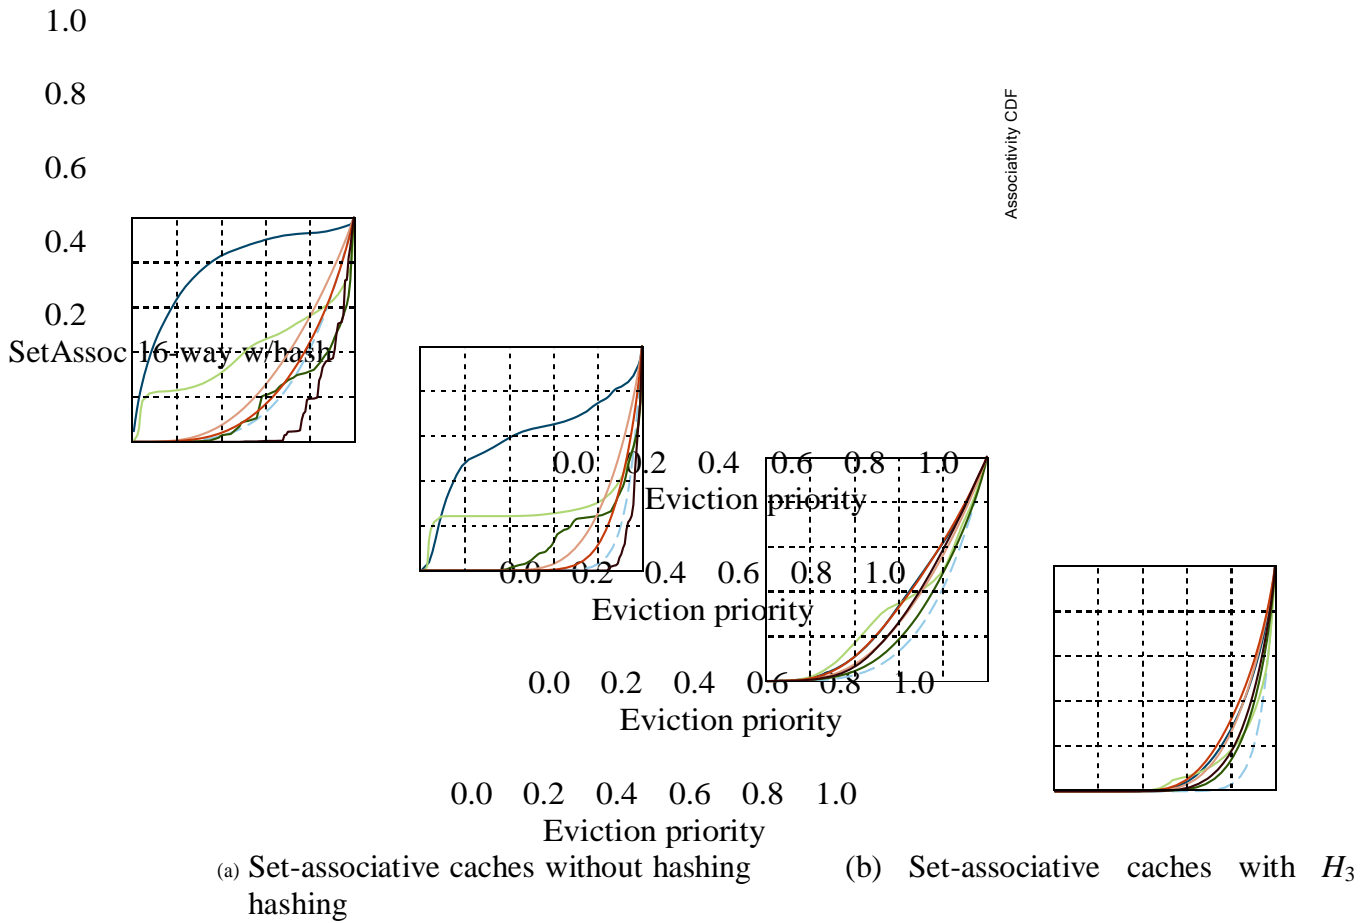 1.0
0.8
Associativity CDF
0.6
0.4
0.2
SetAssoc 16-way w/hash
0.0 0.2 0.4 0.6 0.8 1.0
Eviction priority
0.0 0.2 0.4 0.6 0.8 1.0
Eviction priority
0.0 0.2 0.4 0.6 0.8 1.0
Eviction priority
0.0 0.2 0.4 0.6 0.8 1.0
Eviction priority
(a) Set-associative caches without hashing (b) Set-associative caches with H3
hashing